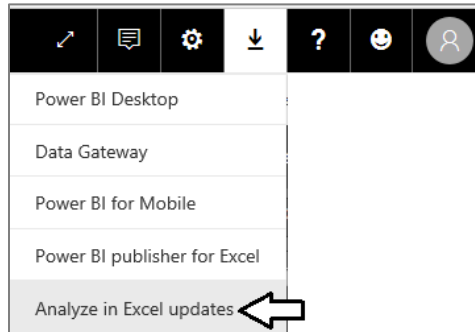 ?
Power BI Desktop
Data Gateway
Power BI for Mobile
Power BI publisher for Excel
Analyze in Excel updates